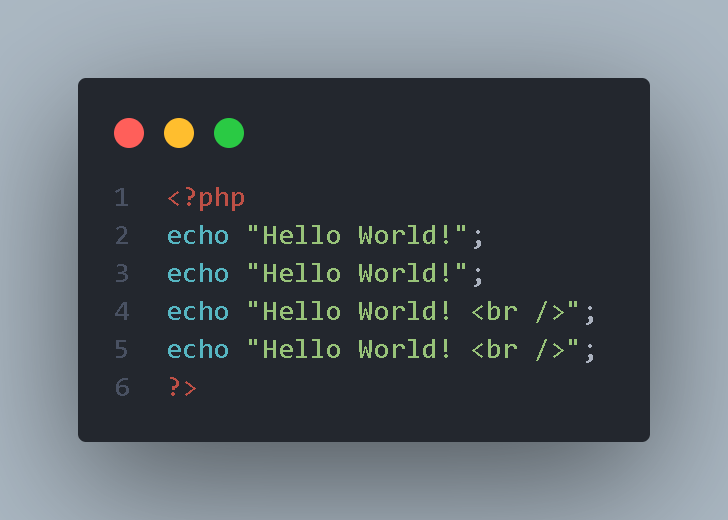 1 <?php
2 echo "Hello World!";
3 echo "Hello World!";
4 echo "Hello World! <br />";
5 echo "Hello World! <br />";
6 ?>